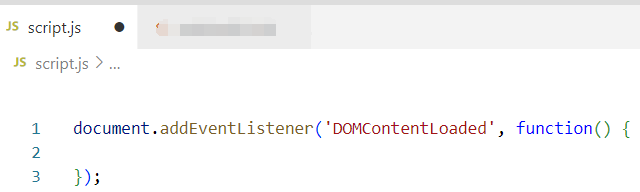 JS script.js
JS script.js > ...
1 document.addEventListener('DOMContentLoaded', function() {
2
3 });